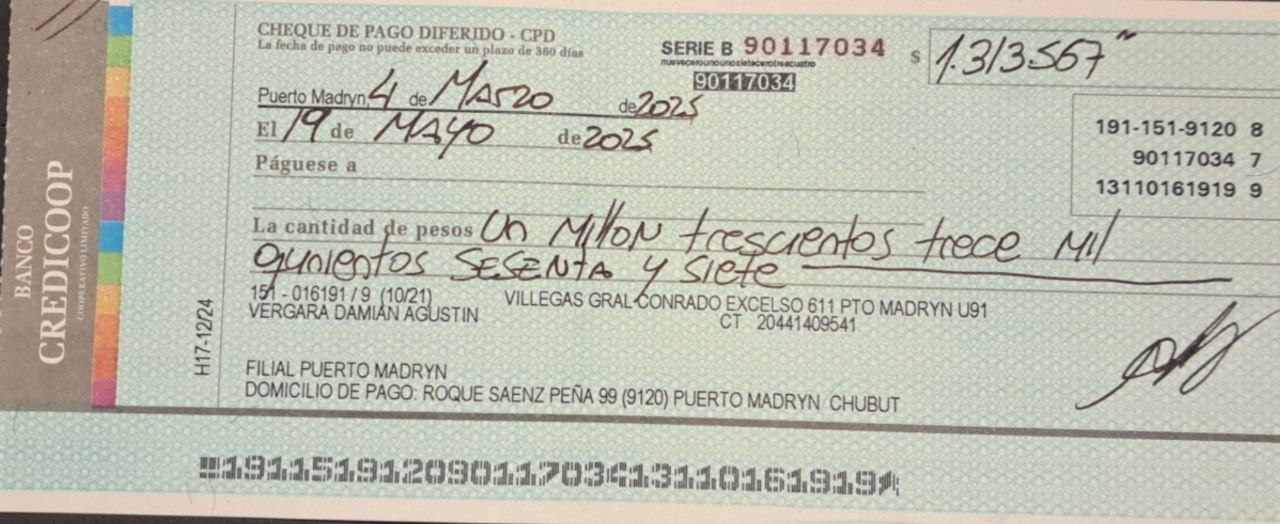 BANCO
CREDICOOP
COOPERATIVO LIMITADO
H17-12/24
CHEQUE DE PAGO DIFERIDO - CPD
La fecha de pago no puede exceder un plazo de 360 días
SERIE B 90117034
nuevecerounounosietecerotrescuatro
90117034
$ 1.313.567"
Puerto Madryn, 4 de Marzo de 2025
El 19 de MAYO de 2025
Páguese a
191-151-9120 8
90117034 7
13110161919 9
La cantidad de pesos Un Millon trescientos trece Mil
SESENTA y siete
151 - 016191 / 9 (10/21) VILLEGAS GRAL CONRADO EXCELSO 611 PTO MADRYN U91
VERGARA DAMIAN AGUSTIN CT 20441409541
FILIAL PUERTO MADRYN
DOMICILIO DE PAGO: ROQUE SAENZ PEÑA 99 (9120) PUERTO MADRYN CHUBUT
19115191209011703413110161919